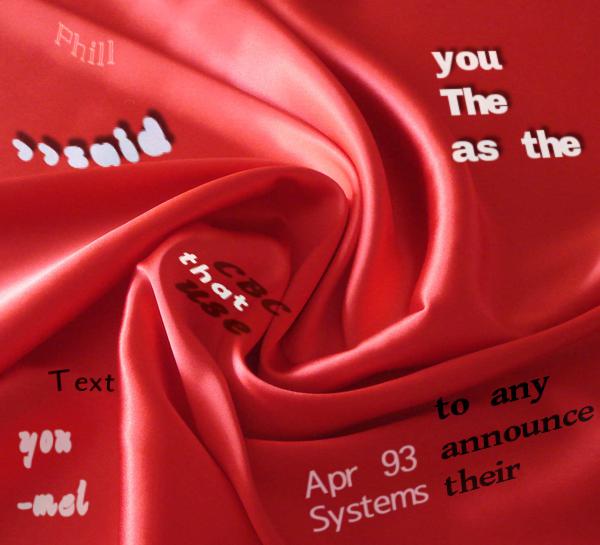 Phill
you
The
as the
,,said
CBC
that
use
Text
to any
announce
their
you
-mel
Apr 93
Systems